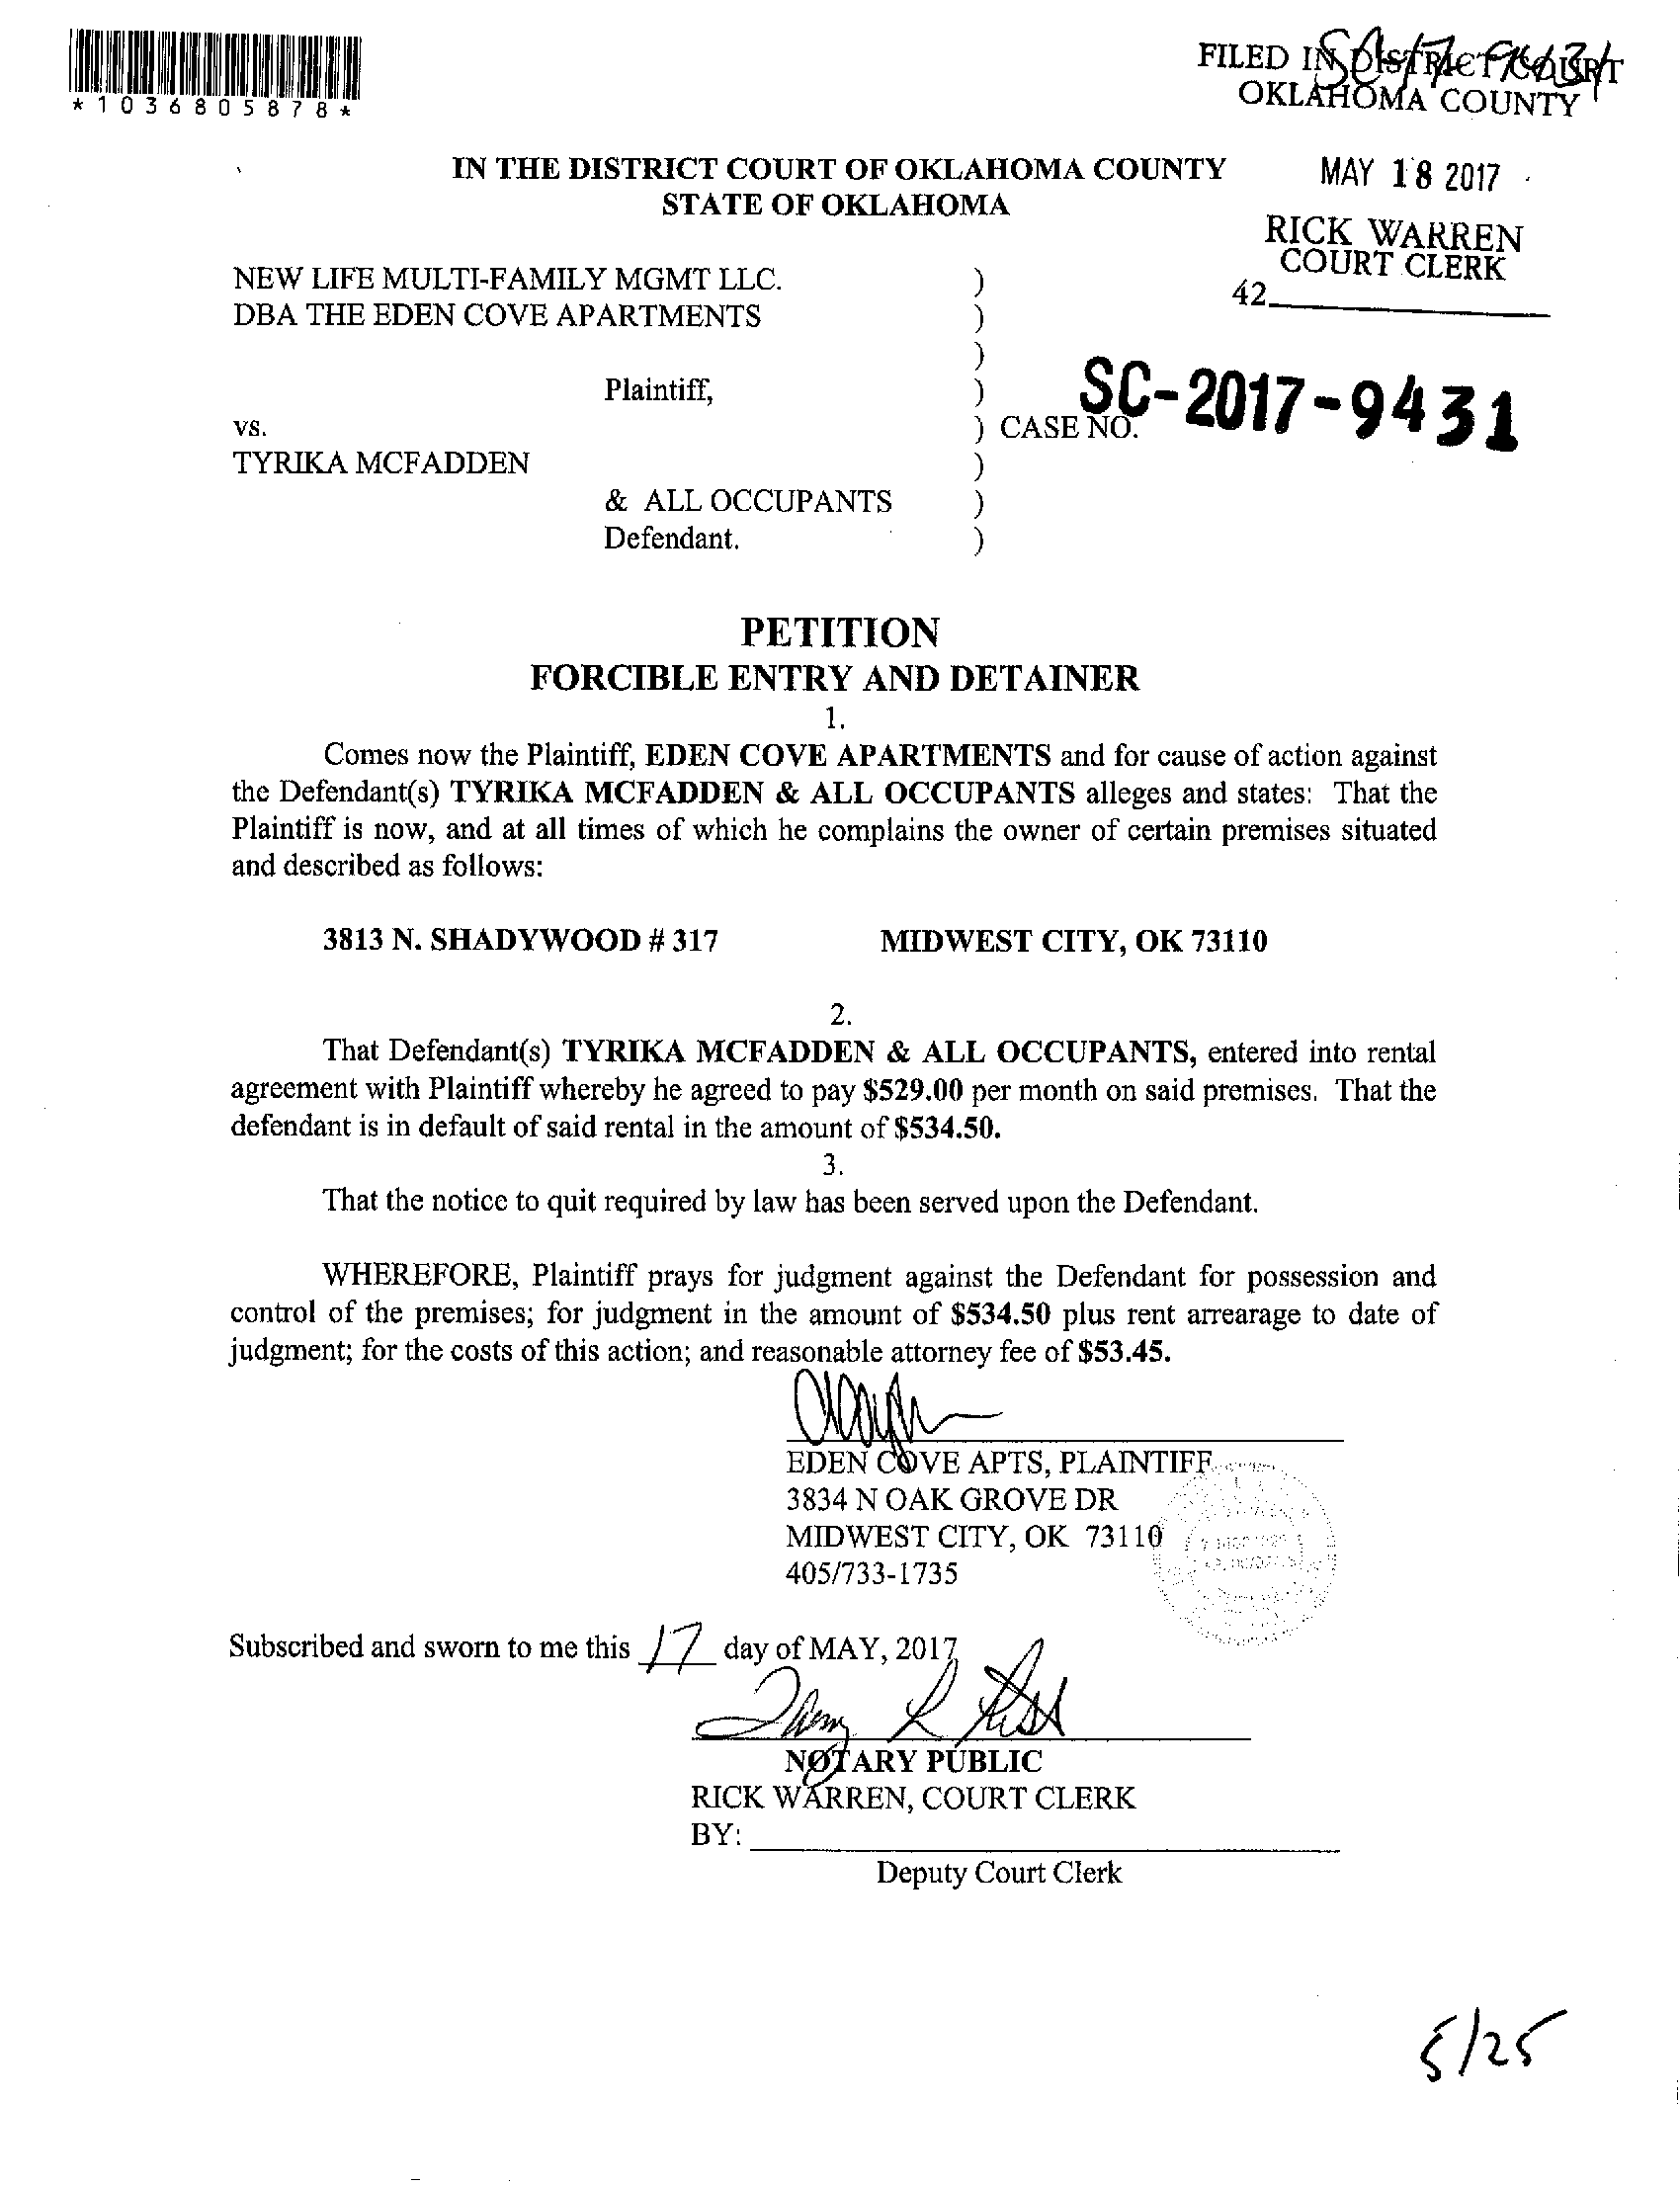 *1036805878*
FILED IN DISTRICT COURT
OKLAHOMA COUNTY
MAY 18 2017
RICK WARREN
COURT CLERK
42
IN THE DISTRICT COURT OF OKLAHOMA COUNTY
STATE OF OKLAHOMA
NEW LIFE MULTI-FAMILY MGMT LLC. )
DBA THE EDEN COVE APARTMENTS )
)
Plaintiff, )
vs. ) CASE NO. SC-2017-9431
TYRIKA MCFADDEN )
& ALL OCCUPANTS )
Defendant. )
PETITION
FORCIBLE ENTRY AND DETAINER
1.
Comes now the Plaintiff, EDEN COVE APARTMENTS and for cause of action against
the Defendant(s) TYRIKA MCFADDEN & ALL OCCUPANTS alleges and states: That the
Plaintiff is now, and at all times of which he complains the owner of certain premises situated
and described as follows:
3813 N. SHADYWOOD # 317 MIDWEST CITY, OK 73110
2.
That Defendant(s) TYRIKA MCFADDEN & ALL OCCUPANTS, entered into rental
agreement with Plaintiff whereby he agreed to pay $529.00 per month on said premises. That the
defendant is in default of said rental in the amount of $534.50.
3.
That the notice to quit required by law has been served upon the Defendant.
WHEREFORE, Plaintiff prays for judgment against the Defendant for possession and
control of the premises; for judgment in the amount of $534.50 plus rent arrearage to date of
judgment; for the costs of this action; and reasonable attorney fee of $53.45.
EDEN COVE APTS, PLAINTIFF
3834 N OAK GROVE DR
MIDWEST CITY, OK 73110
405/733-1735
Subscribed and sworn to me this 17 day of MAY, 2017
NOTARY PUBLIC
RICK WARREN, COURT CLERK
BY:
Deputy Court Clerk
5/25